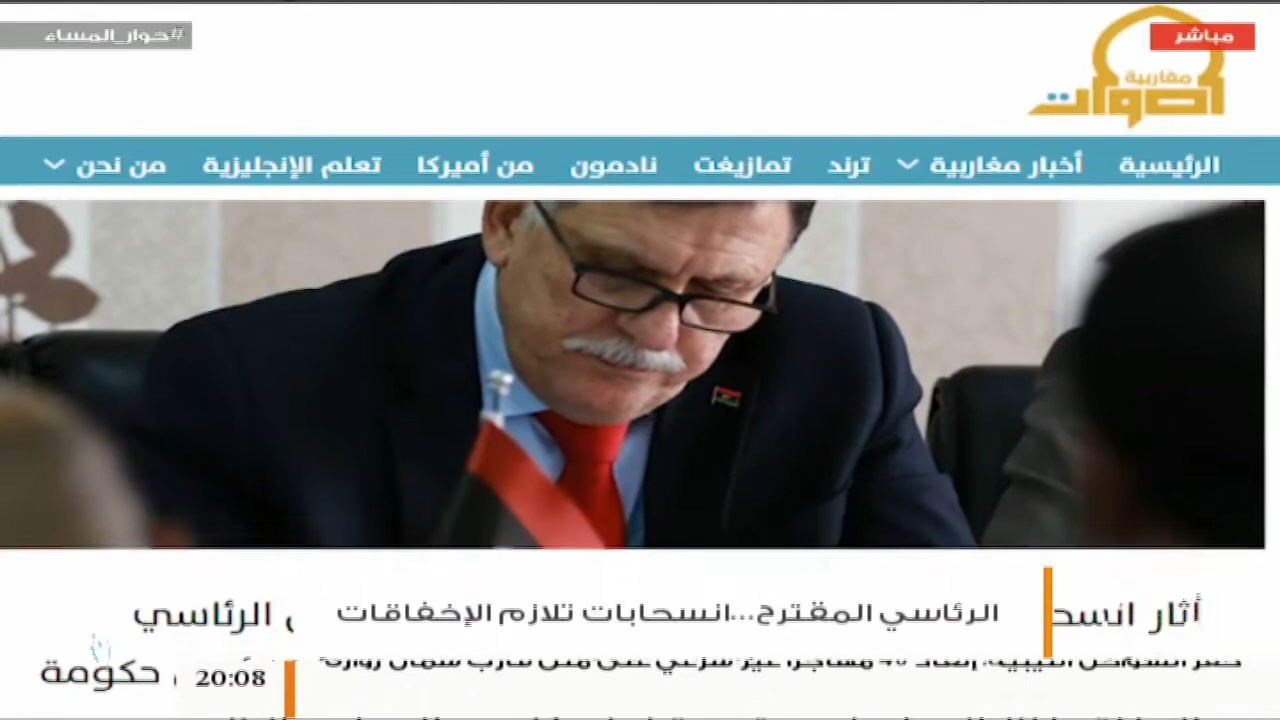 #حوار_المساء
مباشر
مغاربية
أصوات
الرئيسية
أخبار مغاربية
ترند
تمازيغت
نادمون
من أميركا
تعلم الإنجليزية
من نحن
أثار انسح
الرئاسي المقترح...انسحابات تلازم الإخفاقات
الرئاسي
حكومة
20:08